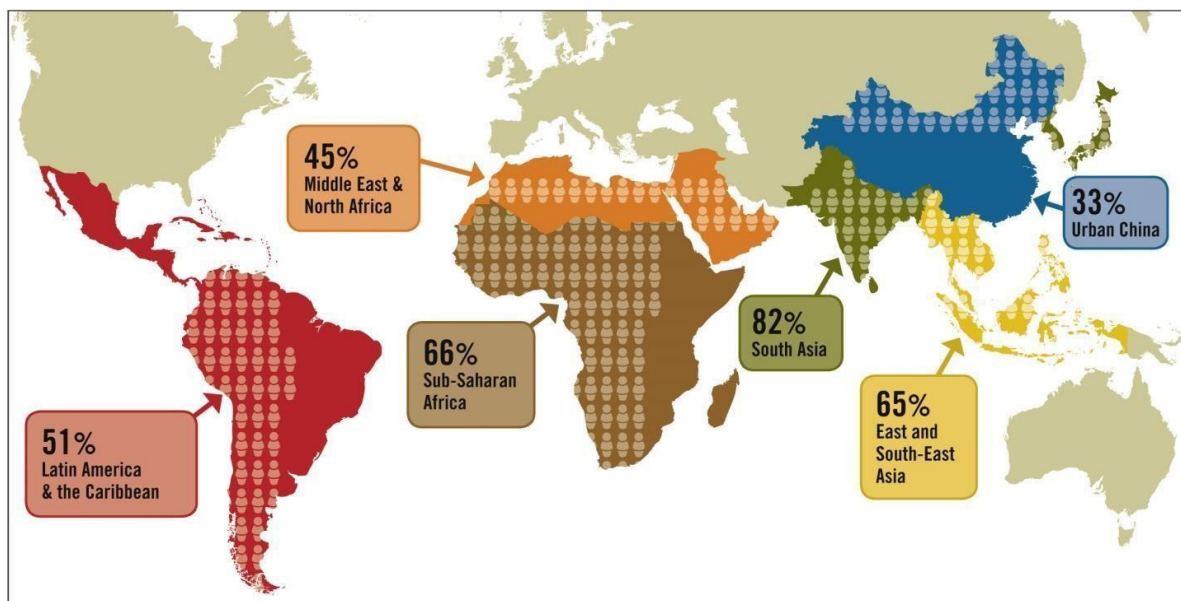 45%
Middle East &
North Africa
33%
Urban China
82%
South Asia
66%
Sub-Saharan
Africa
65%
East and
South-East
Asia
51%
Latin America
& the Caribbean